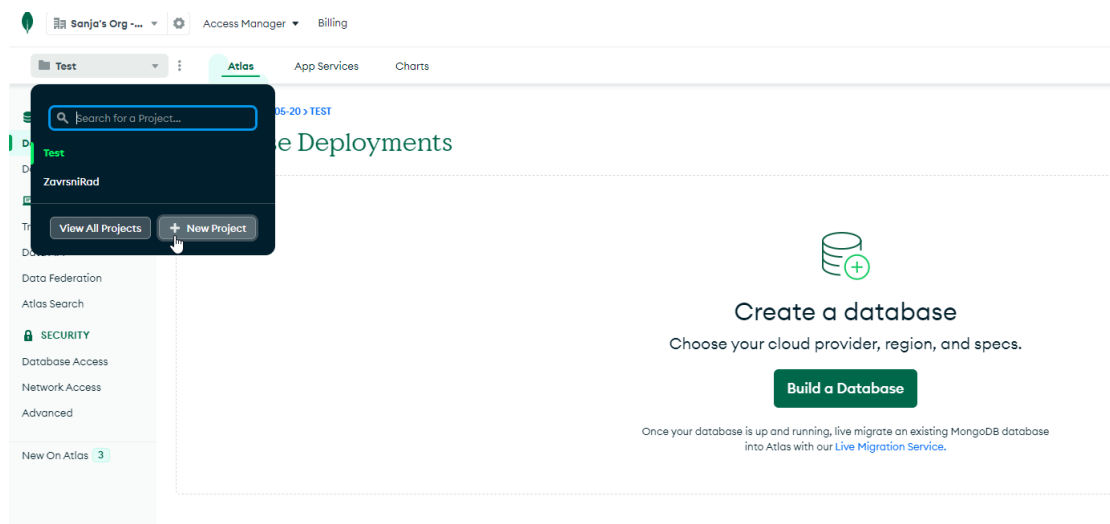 Sanja's Org -...
Access Manager
Billing
Test
Atlas
App Services
Charts
Search for a Project...
Test
ZavrsniRad
View All Projects
+ New Project
05-20 > TEST
e Deployments
Data Federation
Atlas Search
SECURITY
Database Access
Network Access
Advanced
New On Atlas 3
Create a database
Choose your cloud provider, region, and specs.
Build a Database
Once your database is up and running, live migrate an existing MongoDB database
into Atlas with our Live Migration Service.